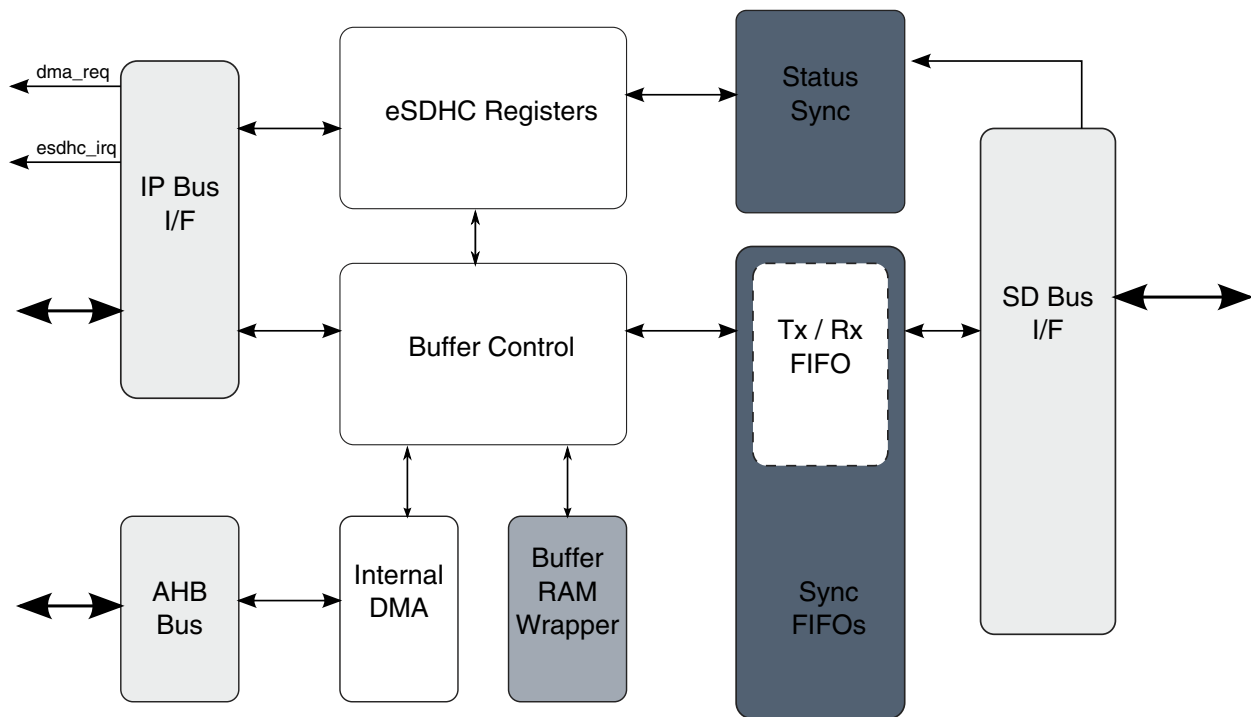 dma_req
esdhc_irq
IP Bus
I/F
eSDHC Registers
Status
Sync
Buffer Control
Tx / Rx
FIFO
SD Bus
I/F
AHB
Bus
Internal
DMA
Buffer
RAM
Wrapper
Sync
FIFOs